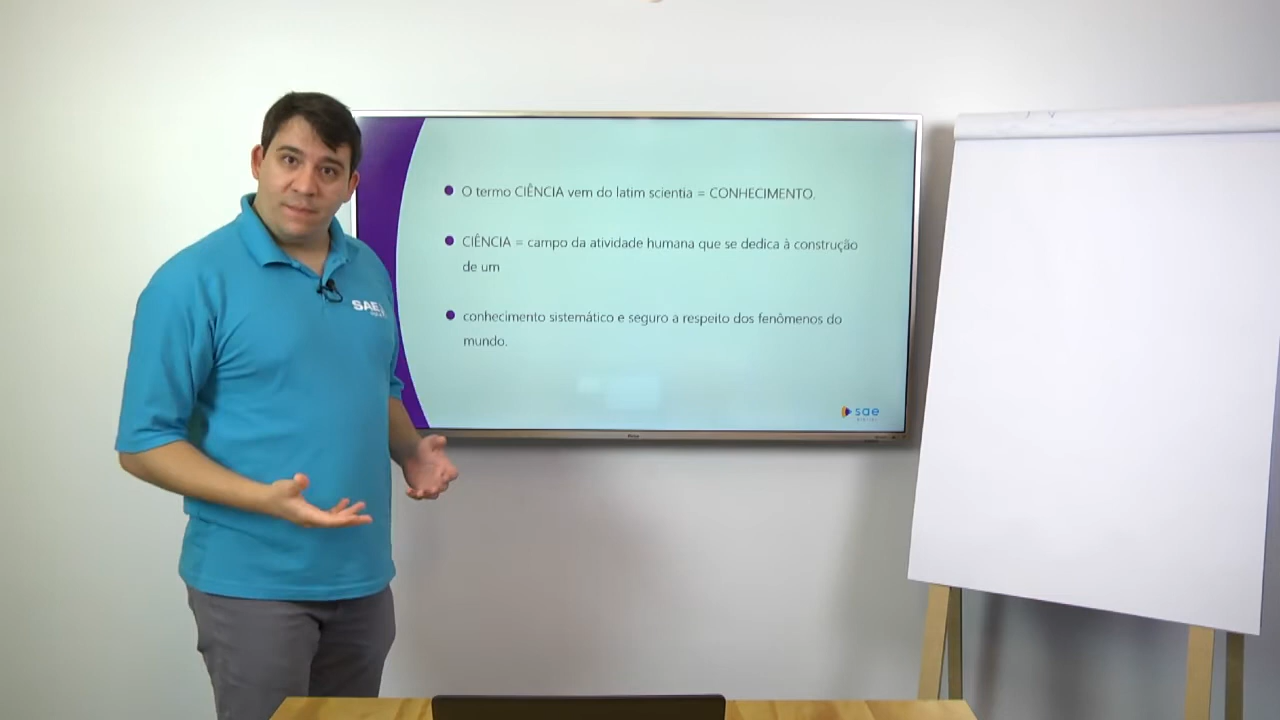 O termo CIÊNCIA vem do latim scientia = CONHECIMENTO.
CIÊNCIA = campo da atividade humana que se dedica à construção
de um
conhecimento sistemático e seguro a respeito dos fenômenos do
mundo.
SAE
sae